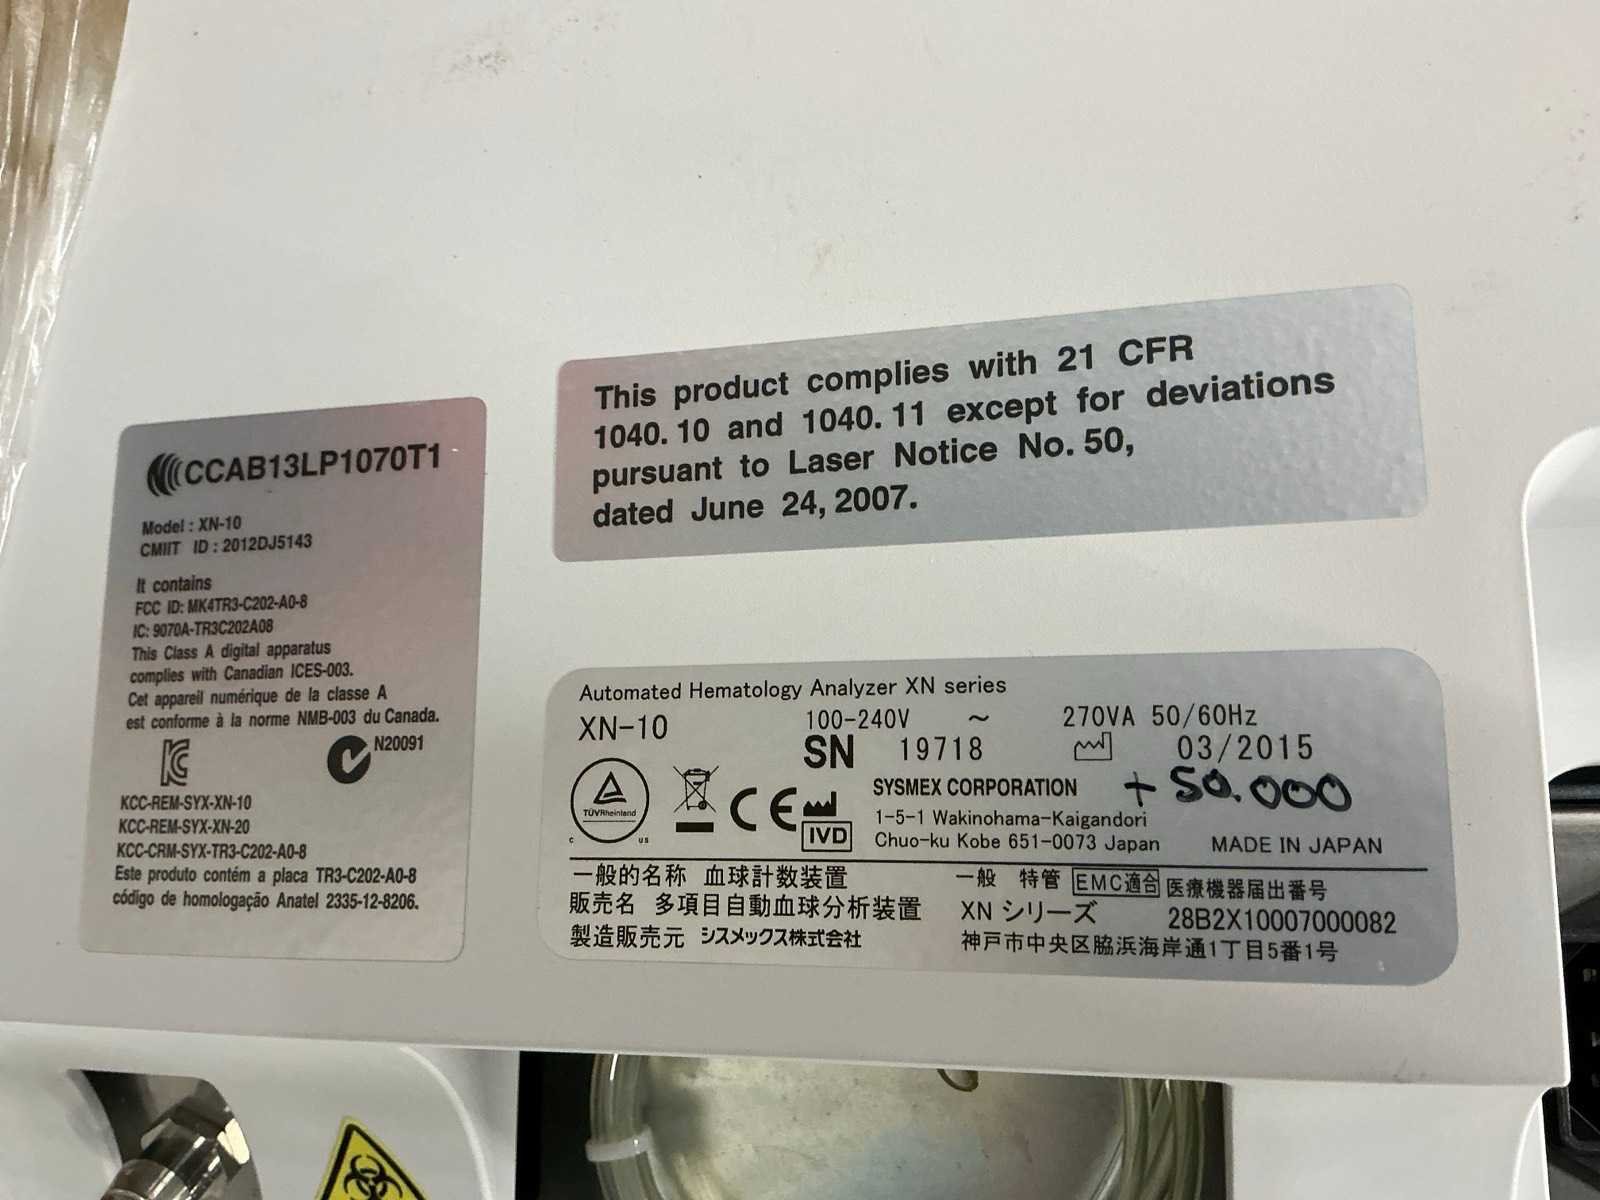 CCAB13LP1070T1
Model : XN-10
CMIIT ID : 2012DJ5143
It contains
FCC ID: MK4TR3-C202-A0-8
IC: 9070A-TR3C202A08
This Class A digital apparatus
complies with Canadian ICES-003.
Cet appareil numérique de la classe A
est conforme à la norme NMB-003 du Canada.
N20091
KCC-REM-SYX-XN-10
KCC-REM-SYX-XN-20
KCC-CRM-SYX-TR3-C202-A0-8
Este produto contém a placa TR3-C202-A0-8
código de homologação Anatel 2335-12-8206.
This product complies with 21 CFR
1040.10 and 1040.11 except for deviations
pursuant to Laser Notice No. 50,
dated June 24, 2007.
Automated Hematology Analyzer XN series
XN-10 100-240V ~ 270VA 50/60Hz
SN 19718 03/2015
+ 50.000
TÜVRheinland
C US
CE
IVD
SYSMEX CORPORATION
1-5-1 Wakinohama-Kaigandori
Chuo-ku Kobe 651-0073 Japan MADE IN JAPAN
一般的名称 血球計数装置 一般 特管 EMC適合 医療機器届出番号
販売名 多項目自動血球分析装置 XN シリーズ 28B2X10007000082
製造販売元 シスメックス株式会社 神戸市中央区脇浜海岸通1丁目5番1号